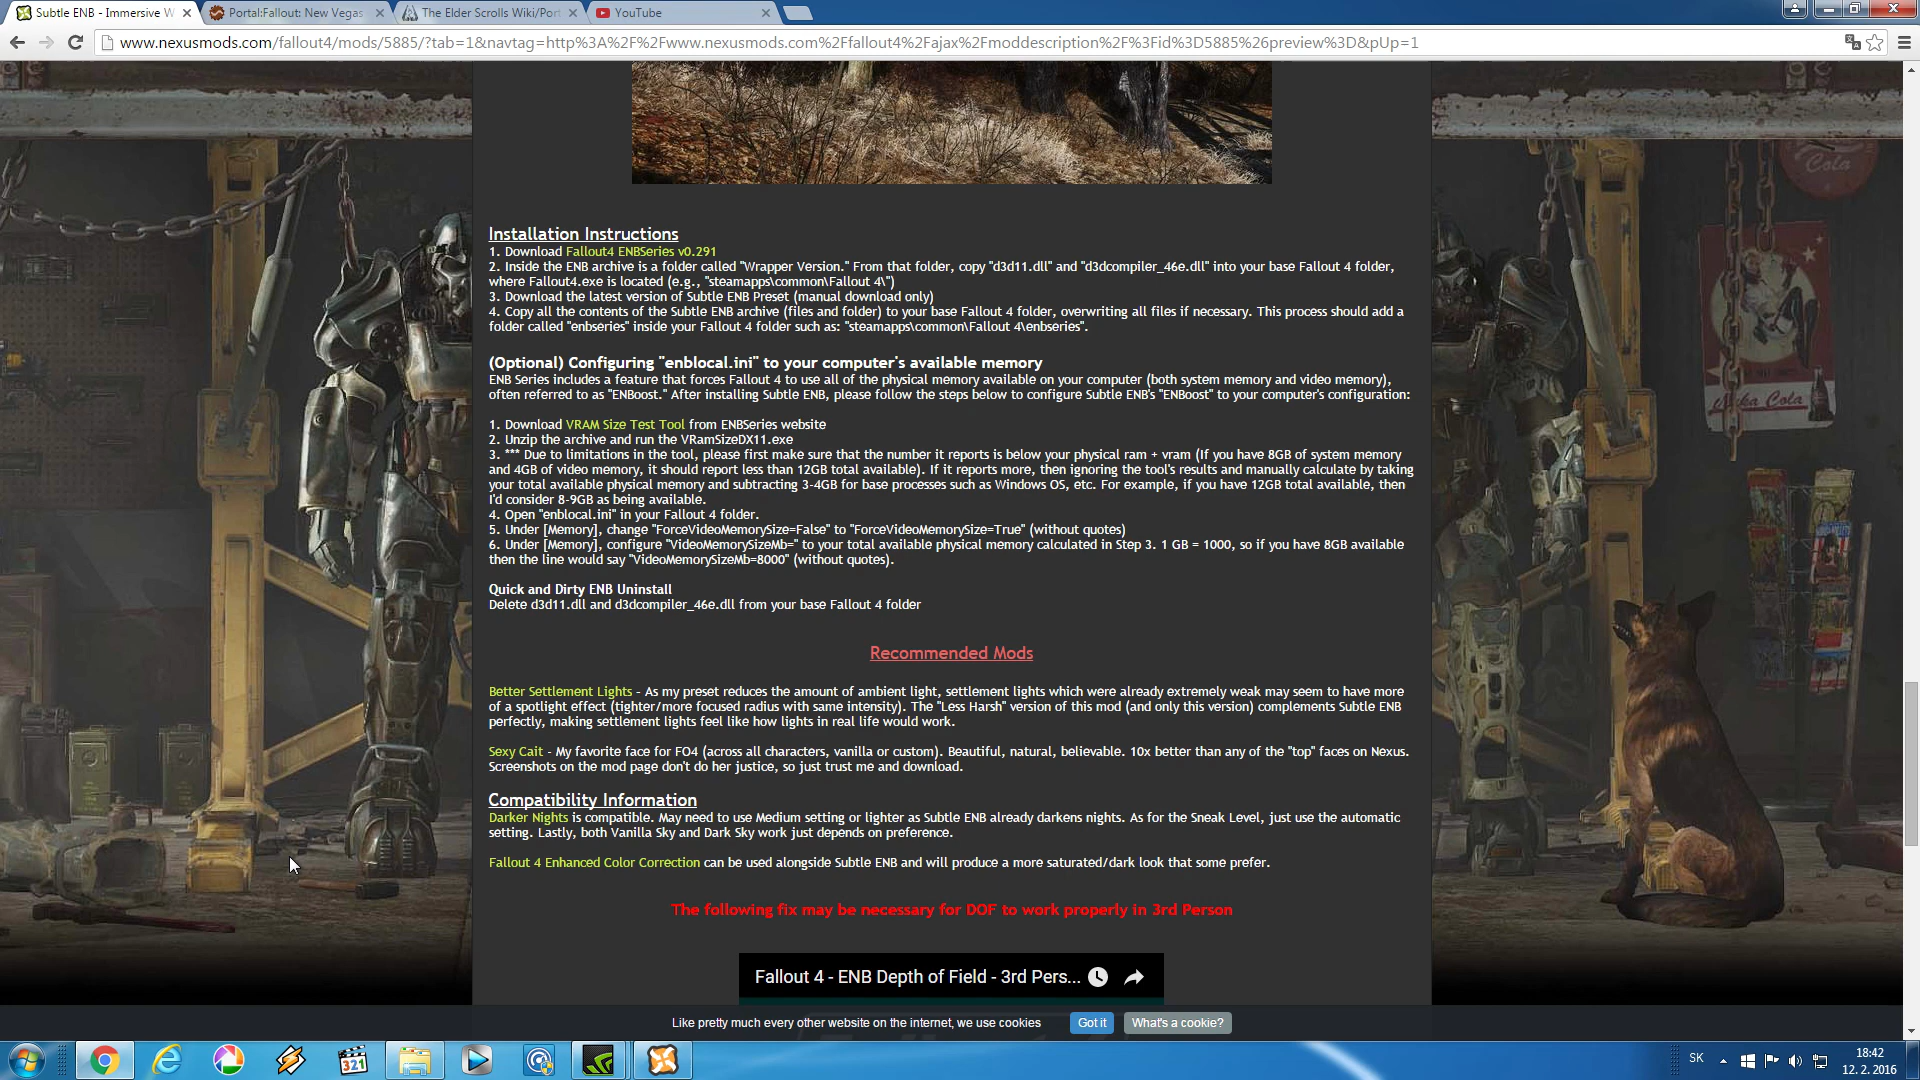 Subtle ENB - Immersive W
Portal:Fallout: New Vegas
The Elder Scrolls Wiki/Port
YouTube
www.nexusmods.com/fallout4/mods/5885/?tab=1&navtag=http%3A%2F%2Fwww.nexusmods.com%2Ffallout4%2Fajax%2Fmoddescription%2F%3Fid%3D5885%26preview%3D&pUp=1
Installation Instructions
1. Download Fallout4 ENBSeries v0.291
2. Inside the ENB archive is a folder called "Wrapper Version." From that folder, copy "d3d11.dll" and "d3dcompiler_46e.dll" into your base Fallout 4 folder,
where Fallout4.exe is located (e.g., "steamapps\common\Fallout 4\")
3. Download the latest version of Subtle ENB Preset (manual download only)
4. Copy all the contents of the Subtle ENB archive (files and folder) to your base Fallout 4 folder, overwriting all files if necessary. This process should add a
folder called "enbseries" inside your Fallout 4 folder such as: "steamapps\common\Fallout 4\enbseries".
(Optional) Configuring "enblocal.ini" to your computer's available memory
ENB Series includes a feature that forces Fallout 4 to use all of the physical memory available on your computer (both system memory and video memory),
often referred to as "ENBoost." After installing Subtle ENB, please follow the steps below to configure Subtle ENB's "ENBoost" to your computer's configuration:
1. Download VRAM Size Test Tool from ENBSeries website
2. Unzip the archive and run the VRamSizeDX11.exe
3. *** Due to limitations in the tool, please first make sure that the number it reports is below your physical ram + vram (If you have 8GB of system memory
and 4GB of video memory, it should report less than 12GB total available). If it reports more, then ignoring the tool's results and manually calculate by taking
your total available physical memory and subtracting 3-4GB for base processes such as Windows OS, etc. For example, if you have 12GB total available, then
I'd consider 8-9GB as being available.
4. Open "enblocal.ini" in your Fallout 4 folder.
5. Under [Memory], change "ForceVideoMemorySize=False" to "ForceVideoMemorySize=True" (without quotes)
6. Under [Memory], configure "VideoMemorySizeMb=" to your total available physical memory calculated in Step 3. 1 GB = 1000, so if you have 8GB available
then the line would say "VideoMemorySizeMb=8000" (without quotes).
Quick and Dirty ENB Uninstall
Delete d3d11.dll and d3dcompiler_46e.dll from your base Fallout 4 folder
Recommended Mods
Better Settlement Lights - As my preset reduces the amount of ambient light, settlement lights which were already extremely weak may seem to have more
of a spotlight effect (tighter/more focused radius with same intensity). The "Less Harsh" version of this mod (and only this version) complements Subtle ENB
perfectly, making settlement lights feel like how lights in real life would work.
Sexy Cait - My favorite face for FO4 (across all characters, vanilla or custom). Beautiful, natural, believable. 10x better than any of the "top" faces on Nexus.
Screenshots on the mod page don't do her justice, so just trust me and download.
Compatibility Information
Darker Nights is compatible. May need to use Medium setting or lighter as Subtle ENB already darkens nights. As for the Sneak Level, just use the automatic
setting. Lastly, both Vanilla Sky and Dark Sky work just depends on preference.
Fallout 4 Enhanced Color Correction can be used alongside Subtle ENB and will produce a more saturated/dark look that some prefer.
The following fix may be necessary for DOF to work properly in 3rd Person
Fallout 4 - ENB Depth of Field - 3rd Pers...
Like pretty much every other website on the internet, we use cookies
Got it
What's a cookie?
Cola
Cola
321
SK
18:42
12. 2. 2016